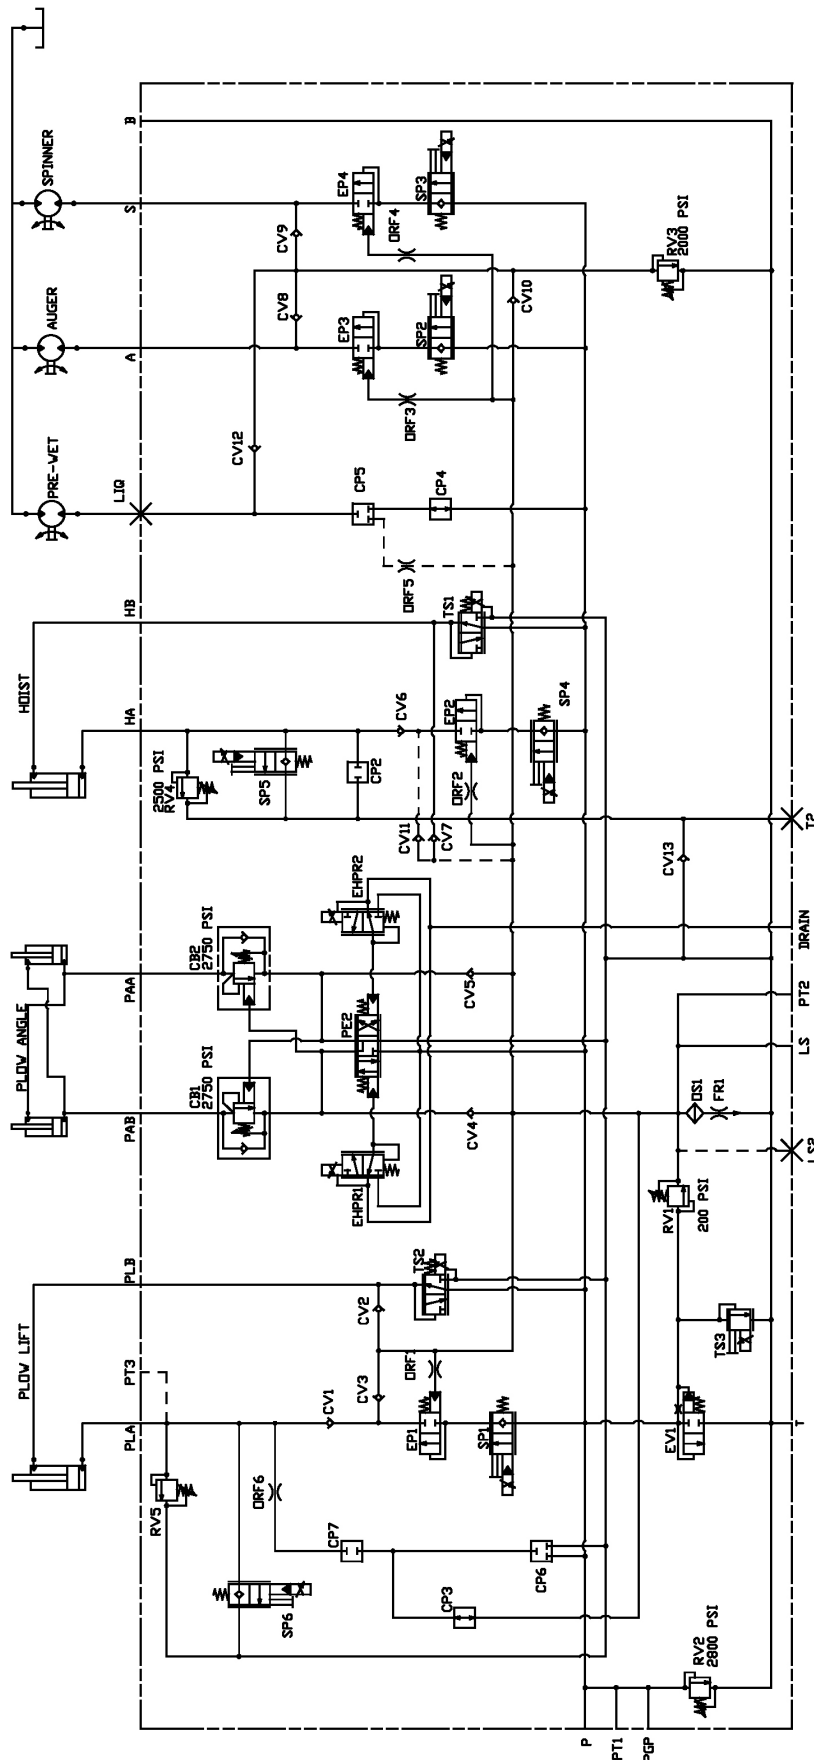 SPINNER
AUGER
PRE-WET
HOIST
PLOW ANGLE
PLOW LIFT
B
S
A
LIQ
HB
HA
PAA
PAB
PLB
PT3
PLA
CV9
CV8
CV12
EP4
SP3
ORF4
EP3
SP2
ORF3
CV10
RV3
2000 PSI
CP5
CP4
ORF5
TS1
CV6
EP2
SP4
2500 PSI
RV4
SP5
CP2
ORF2
CV11
CV7
CV13
T2
EHPR2
CB2
2750 PSI
CV5
PE2
DRAIN
PT2
LS
CB1
2750 PSI
CV4
EHPR1
DS1
FR1
LS2
RV1
200 PSI
TS2
CV2
CV3
ORF1
CV1
EP1
SP1
TS3
EV1
T
RV5
ORF6
CP7
CP6
CP3
SP6
RV2
2800 PSI
P
PT1
PGP